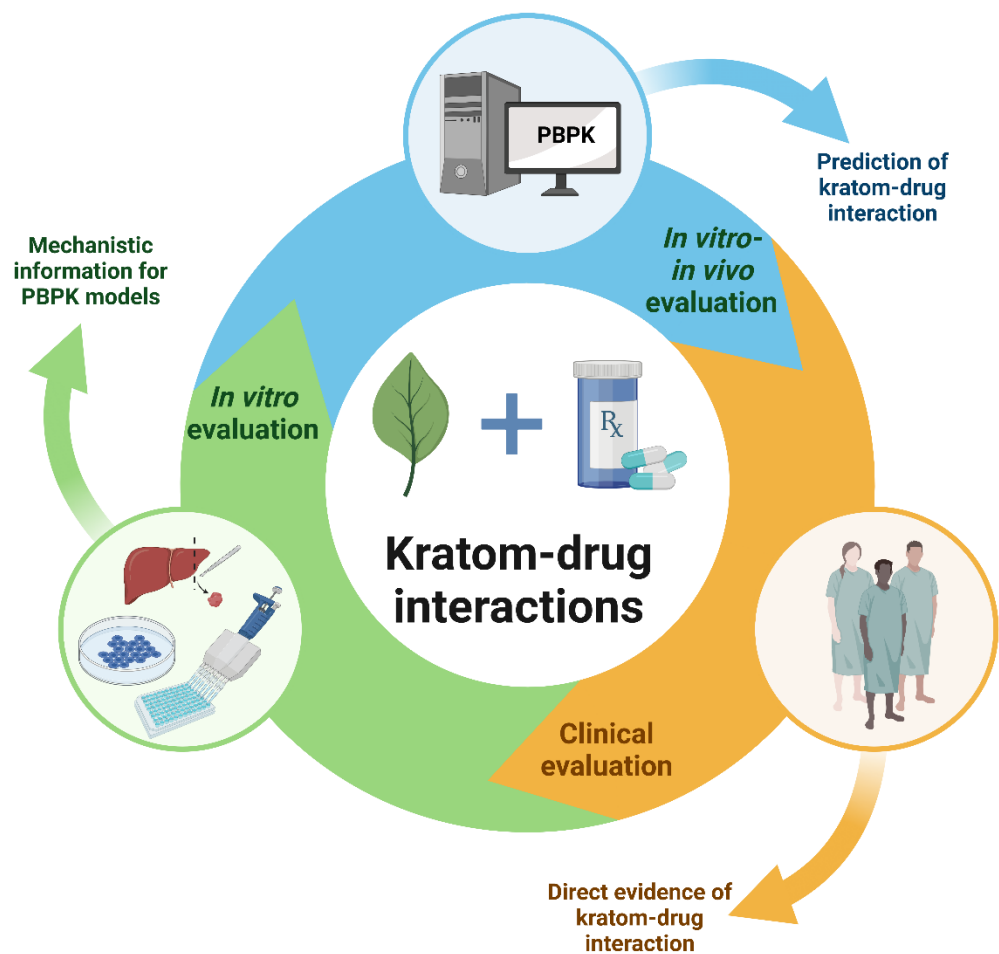 PBPK
Prediction of
kratom-drug
interaction
In vitro-
in vivo
evaluation
Mechanistic
information for
PBPK models
In vitro
evaluation
Rx
Kratom-drug
interactions
Clinical
evaluation
Direct evidence of
kratom-drug
interaction